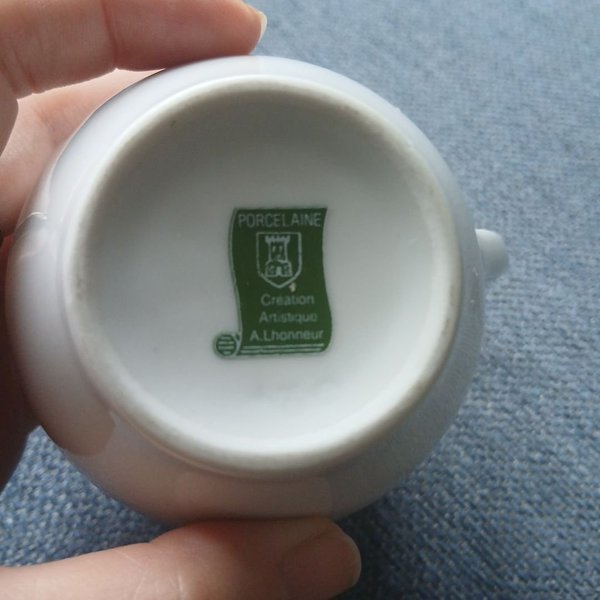 PORCELAINE
Création
Artistique
A.Lhonneur